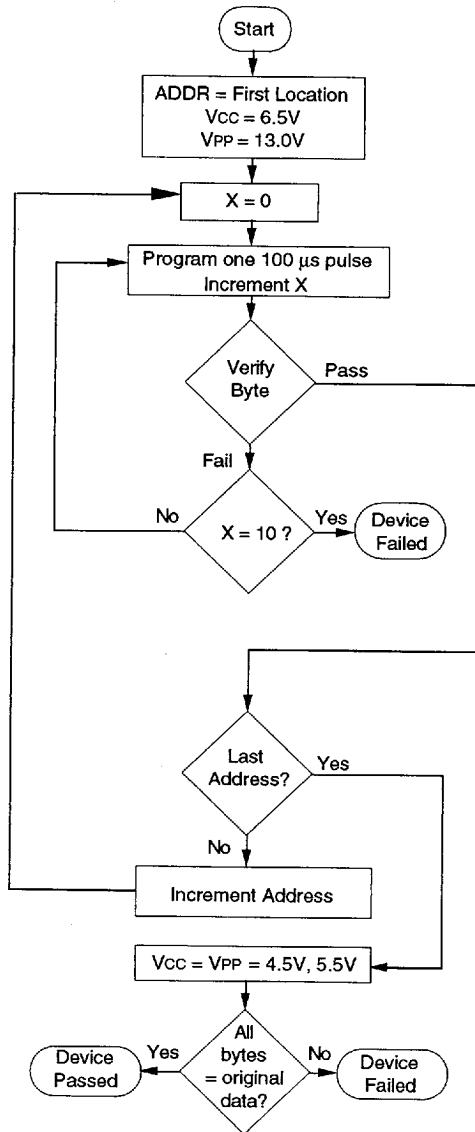 Start
ADDR = First Location
VCC = 6.5V
VPP = 13.0V
X = 0
Program one 100 μs pulse
Increment X
Verify
Byte
Pass
Fail
No
X = 10 ?
Yes
Device
Failed
Last
Address?
Yes
No
Increment Address
VCC = VPP = 4.5V, 5.5V
Device
Passed
Yes
All
bytes
= original
data?
No
Device
Failed